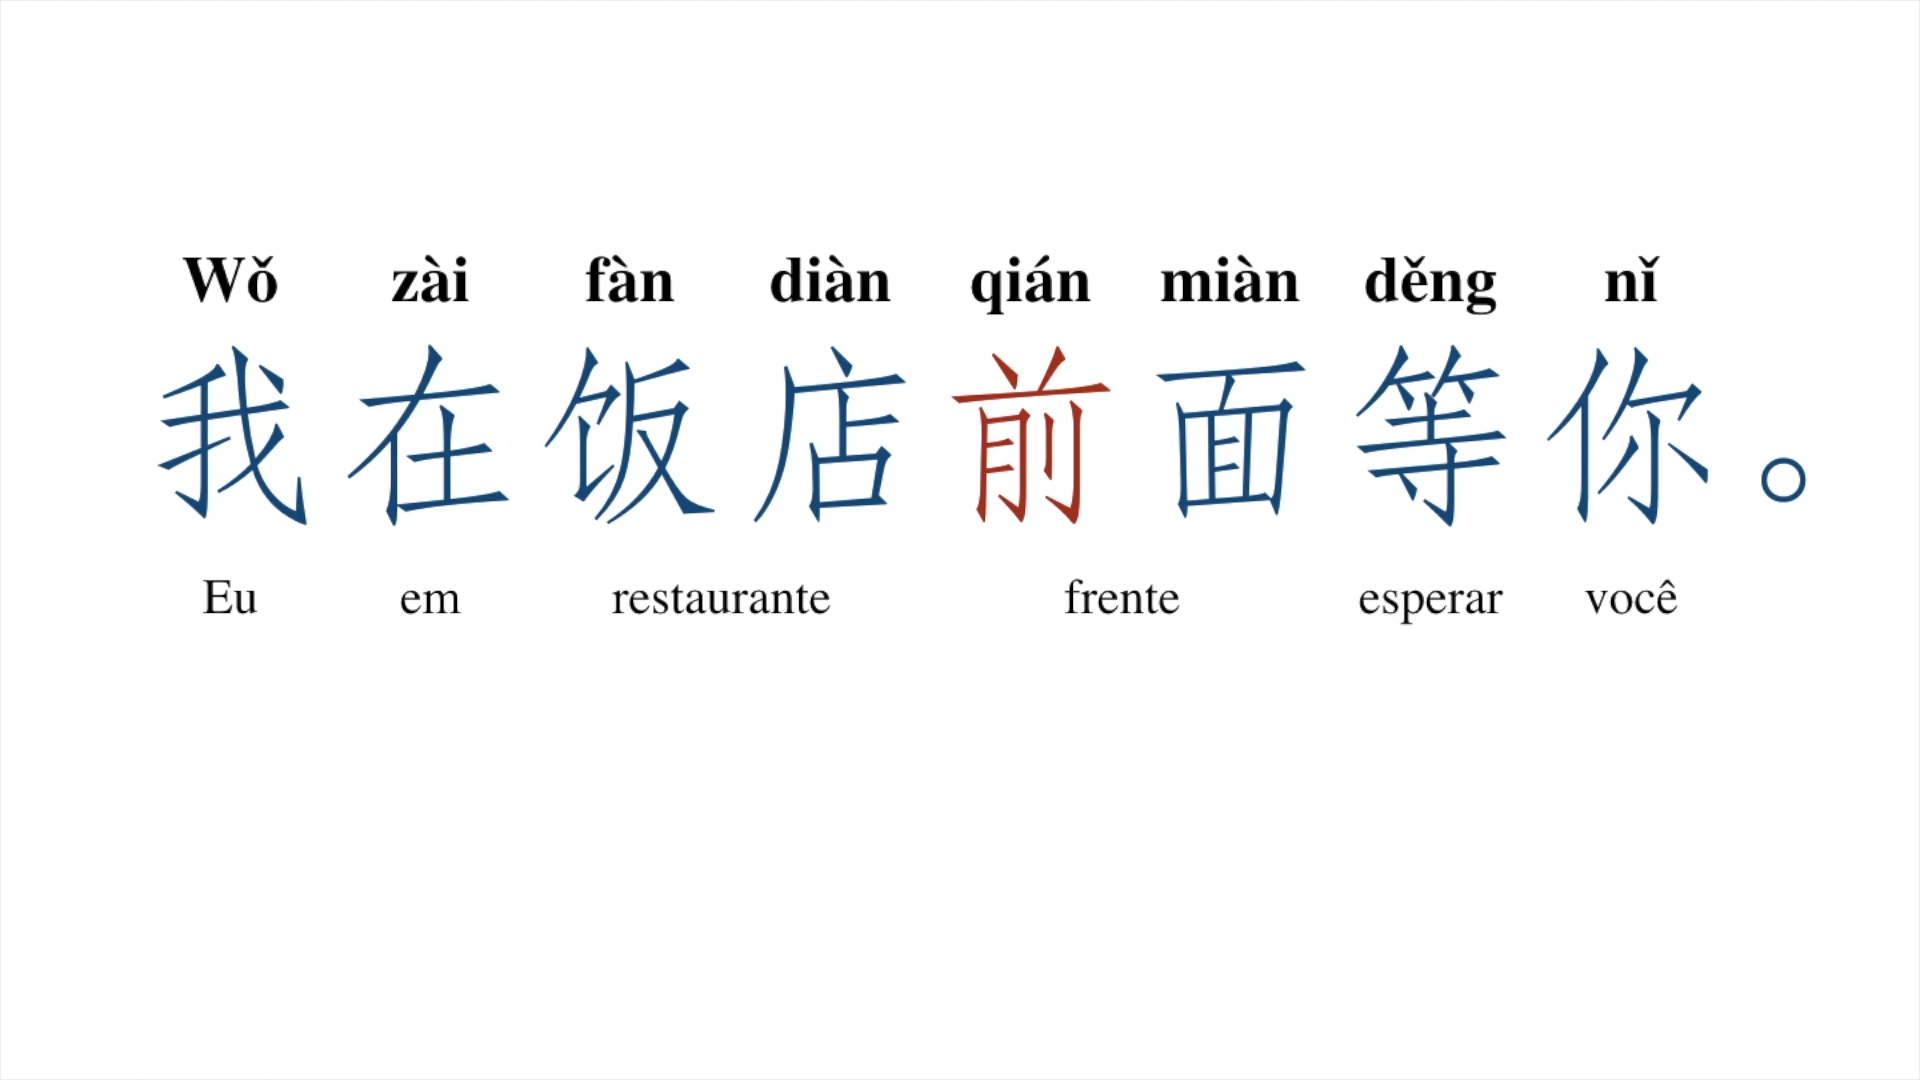 Wǒ zài fàn diàn qián miàn děng nǐ
我在饭店前面等你。
Eu em restaurante frente esperar você